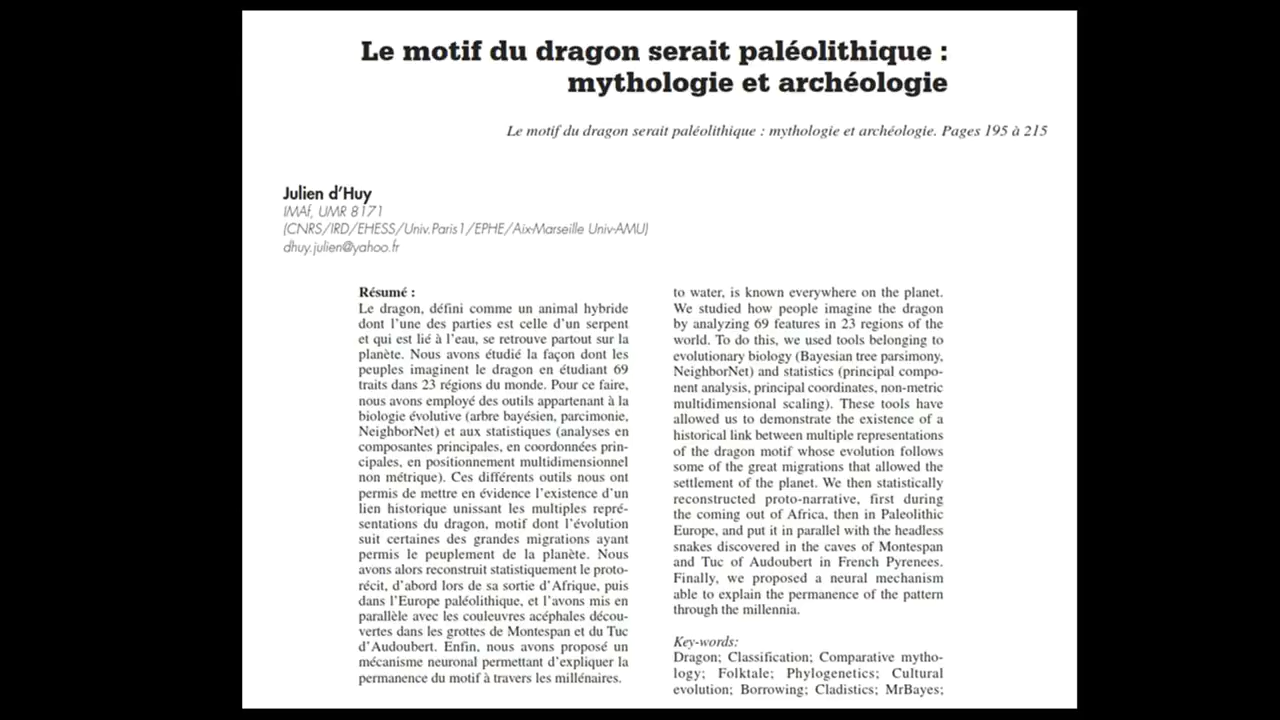 Le motif du dragon serait paléolithique :
mythologie et archéologie
Le motif du dragon serait paléolithique : mythologie et archéologie. Pages 195 à 215
Julien d'Huy
IMAf, UMR 8171
(CNRS/IRD/EHESS/Univ.Paris1/EPHE/Aix-Marseille Univ-AMU)
dhuy.julien@yahoo.fr
Résumé :
Le dragon, défini comme un animal hybride
dont l'une des parties est celle d'un serpent
et qui est lié à l'eau, se retrouve partout sur la
planète. Nous avons étudié la façon dont les
peuples imaginent le dragon en étudiant 69
traits dans 23 régions du monde. Pour ce faire,
nous avons employé des outils appartenant à la
biologie évolutive (arbre bayésien, parcimonie,
NeighborNet) et aux statistiques (analyses en
composantes principales, en coordonnées prin-
cipales, en positionnement multidimensionnel
non métrique). Ces différents outils nous ont
permis de mettre en évidence l'existence d'un
lien historique unissant les multiples repré-
sentations du dragon, motif dont l'évolution
suit certaines des grandes migrations ayant
permis le peuplement de la planète. Nous
avons alors reconstruit statistiquement le proto-
récit, d'abord lors de sa sortie d'Afrique, puis
dans l'Europe paléolithique, et l'avons mis en
parallèle avec les couleuvres acéphales décou-
vertes dans les grottes de Montespan et du Tuc
d'Audoubert. Enfin, nous avons proposé un
mécanisme neuronal permettant d'expliquer la
permanence du motif à travers les millénaires.
to water, is known everywhere on the planet.
We studied how people imagine the dragon
by analyzing 69 features in 23 regions of the
world. To do this, we used tools belonging to
evolutionary biology (Bayesian tree parsimony,
NeighborNet) and statistics (principal compo-
nent analysis, principal coordinates, non-metric
multidimensional scaling). These tools have
allowed us to demonstrate the existence of a
historical link between multiple representations
of the dragon motif whose evolution follows
some of the great migrations that allowed the
settlement of the planet. We then statistically
reconstructed proto-narrative, first during
the coming out of Africa, then in Paleolithic
Europe, and put it in parallel with the headless
snakes discovered in the caves of Montespan
and Tuc of Audoubert in French Pyrenees.
Finally, we proposed a neural mechanism
able to explain the permanence of the pattern
through the millennia.
Key-words:
Dragon; Classification; Comparative mytho-
logy; Folktale; Phylogenetics; Cultural
evolution; Borrowing; Cladistics; MrBayes;